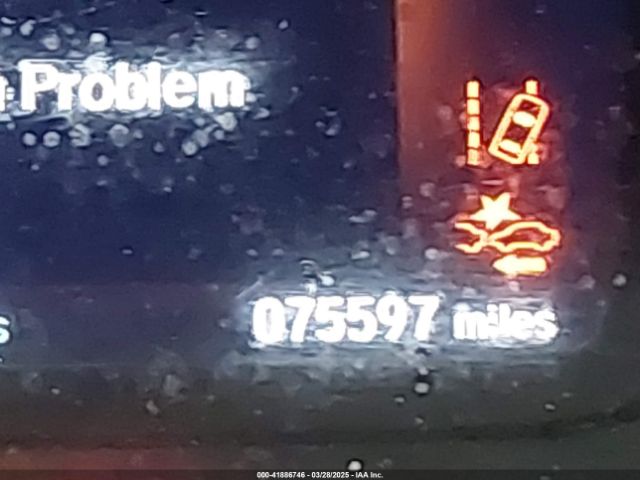 Problem
075597 miles
000-41886746 - 03/28/2025 - IAA Inc.